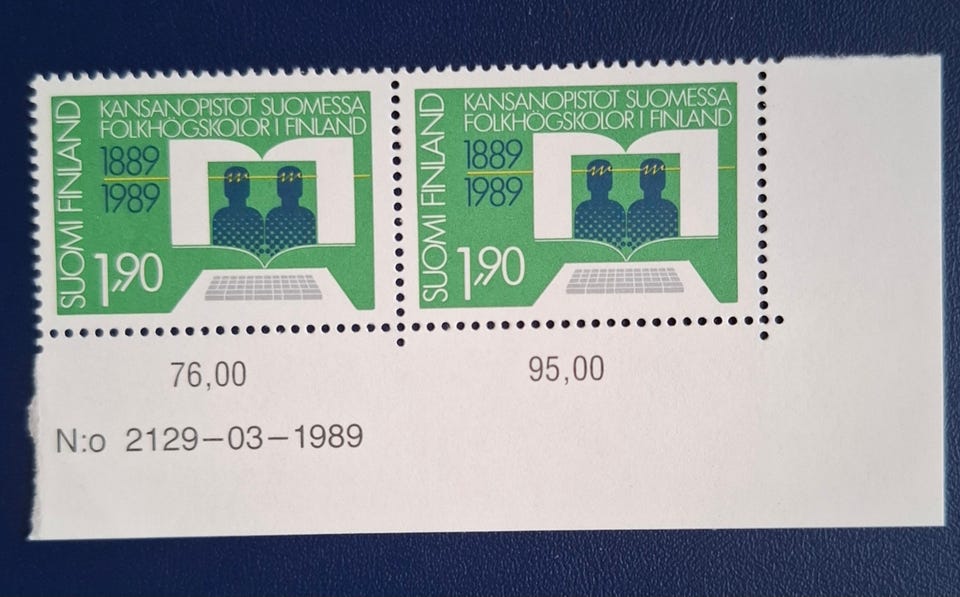 SUOMI FINLAND
KANSANOPISTOT SUOMESSA
FOLKHÖGSKOLOR I FINLAND
1889
1989
1,90
SUOMI FINLAND
KANSANOPISTOT SUOMESSA
FOLKHÖGSKOLOR I FINLAND
1889
1989
1,90
76,00
95,00
N:o 2129–03–1989